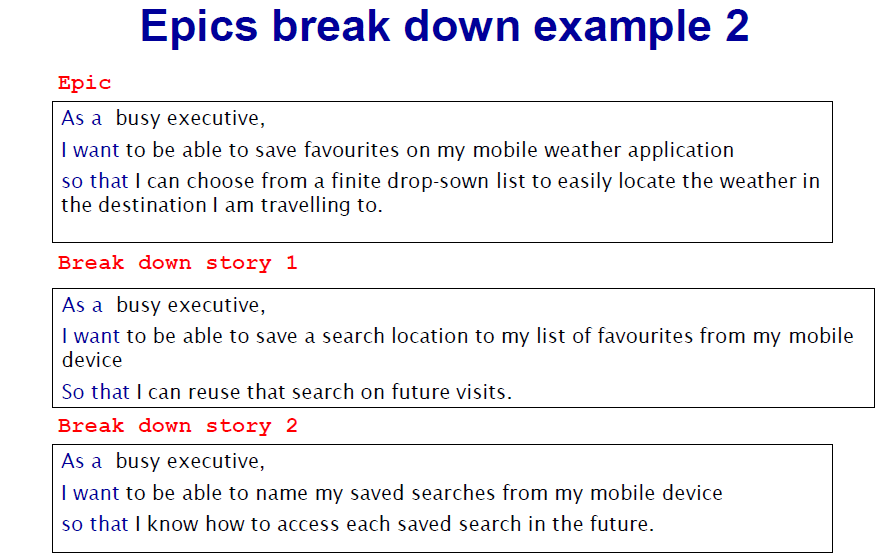 Epics break down example 2
Epic
As a busy executive,
I want to be able to save favourites on my mobile weather application
so that I can choose from a finite drop-sown list to easily locate the weather in
the destination I am travelling to.
Break down story 1
As a busy executive,
I want to be able to save a search location to my list of favourites from my mobile
device
So that I can reuse that search on future visits.
Break down story 2
As a busy executive,
I want to be able to name my saved searches from my mobile device
so that I know how to access each saved search in the future.